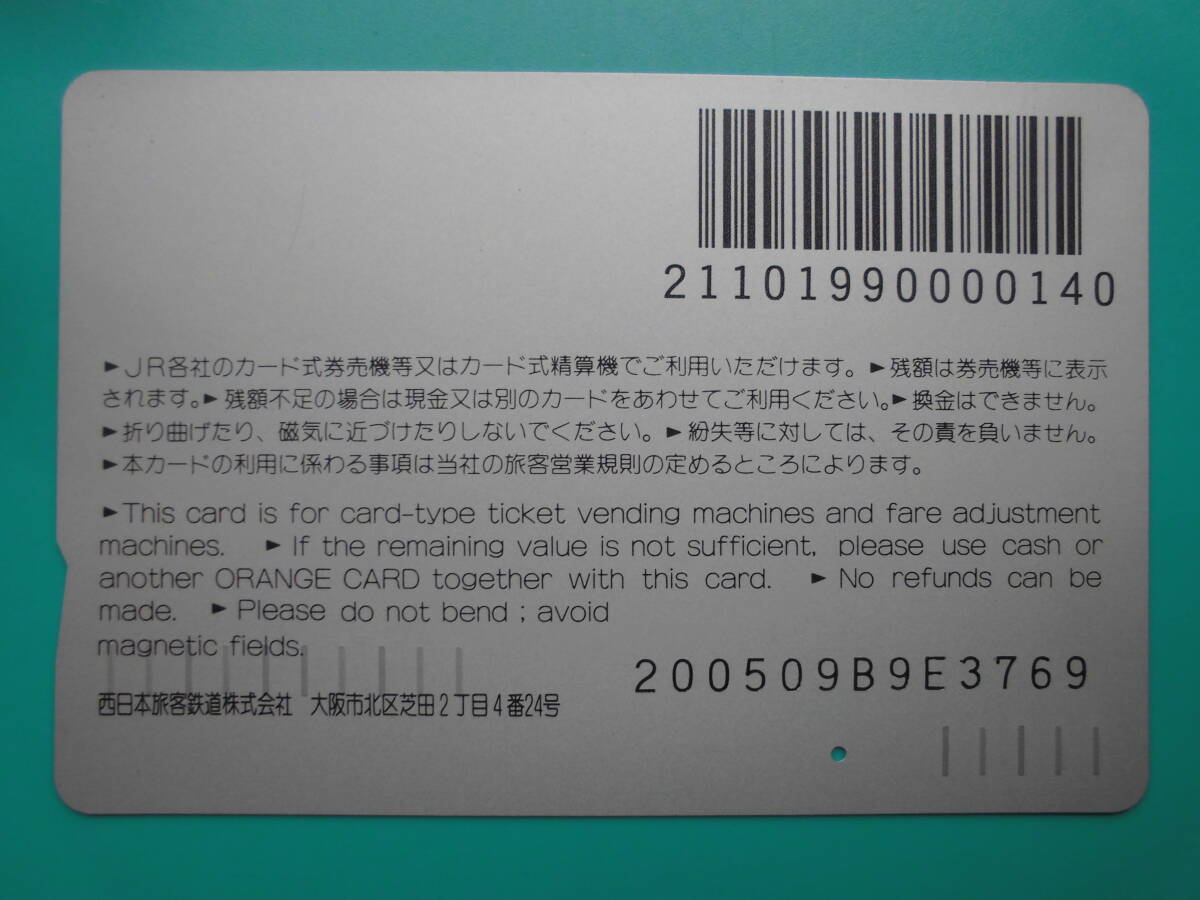 21101990000140
►JR各社のカード式券売機等又はカード式精算機でご利用いただけます。►残額は券売機等に表示
されます。►残額不足の場合は現金又は別のカードをあわせてご利用ください。►換金はできません。
►折り曲げたり、磁気に近づけたりしないでください。►紛失等に対しては、その責を負いません。
►本カードの利用に係わる事項は当社の旅客営業規則の定めるところによります。
►This card is for card-type ticket vending machines and fare adjustment
machines. ►If the remaining value is not sufficient, please use cash or
another ORANGE CARD together with this card. ►No refunds can be
made. ►Please do not bend; avoid
magnetic fields.
200509B9E3769
西日本旅客鉄道株式会社 大阪市北区芝田2丁目4番24号